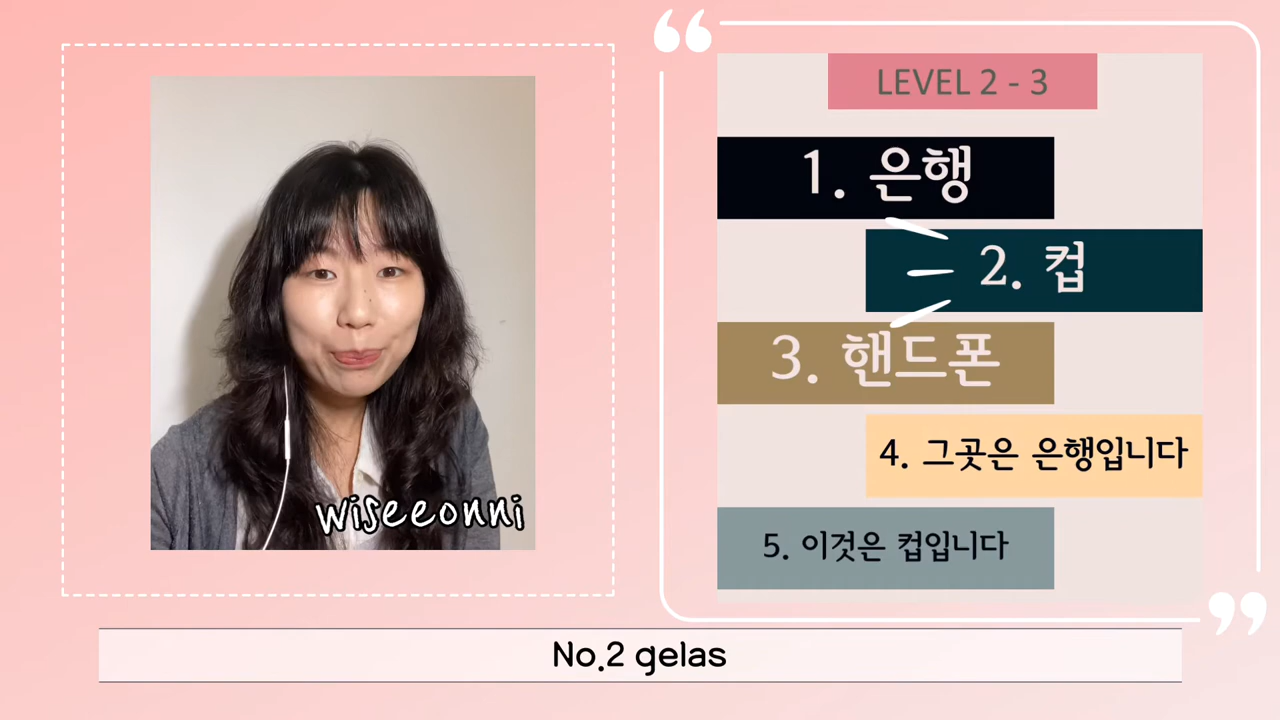 LEVEL 2 - 3
1. 은행
2. 컵
3. 핸드폰
4. 그곳은 은행입니다
5. 이것은 컵입니다
wiseeonni
No.2 gelas